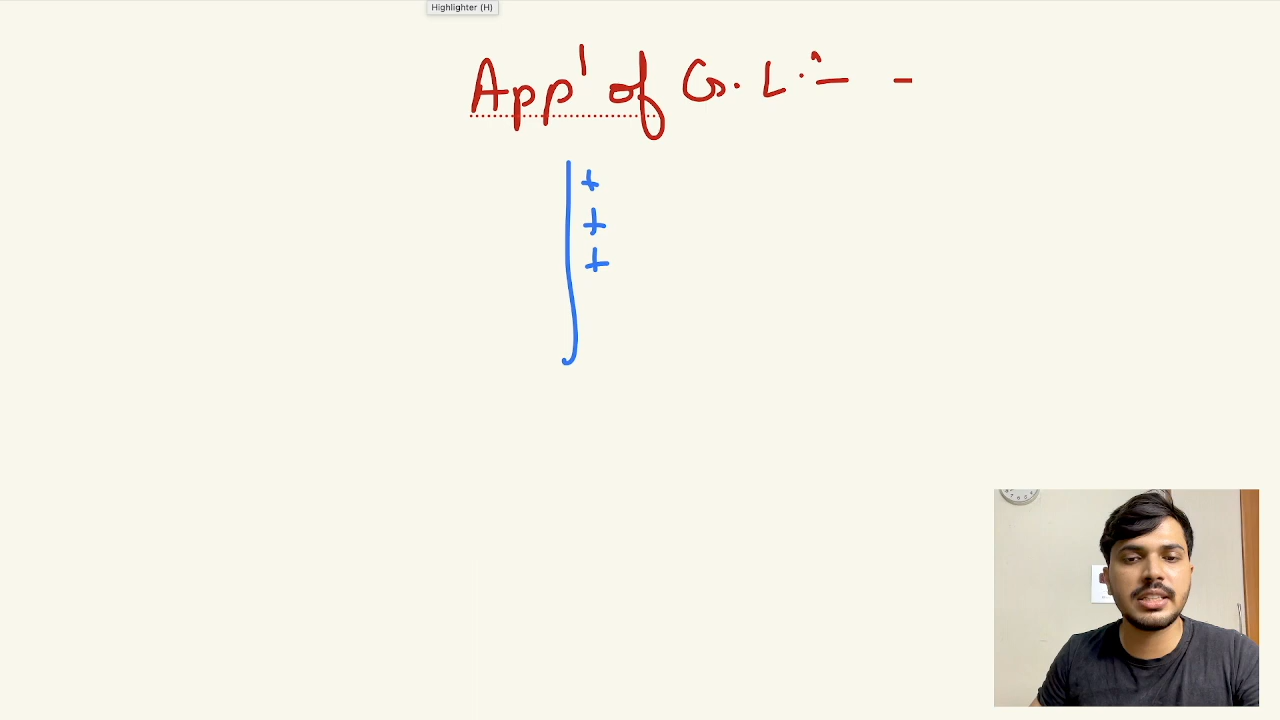 Highlighter (H)
App' of G.L. :- -
+
+
+